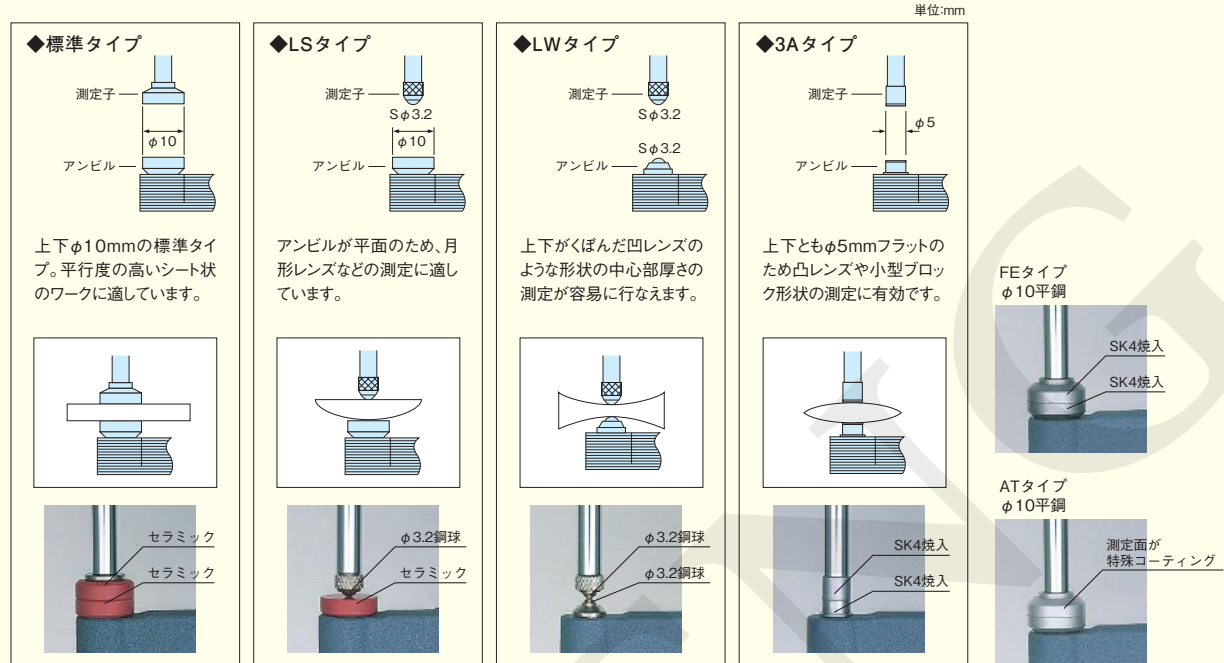 単位:mm
◆標準タイプ
測定子
φ10
アンビル
上下φ10mmの標準タイ
プ。平行度の高いシート状
のワークに適しています。
セラミック
セラミック
◆LSタイプ
測定子
Sφ3.2
φ10
アンビル
アンビルが平面のため、月
形レンズなどの測定に適し
ています。
φ3.2鋼球
セラミック
◆LWタイプ
測定子
Sφ3.2
Sφ3.2
アンビル
上下がくぼんだ凹レンズの
ような形状の中心部厚さの
測定が容易に行なえます。
φ3.2鋼球
φ3.2鋼球
◆3Aタイプ
測定子
φ5
アンビル
上下ともφ5mmフラットの
ため凸レンズや小型ブロッ
ク形状の測定に有効です。
SK4焼入
SK4焼入
FEタイプ
φ10平鋼
SK4焼入
SK4焼入
ATタイプ
φ10平鋼
測定面が
特殊コーティング